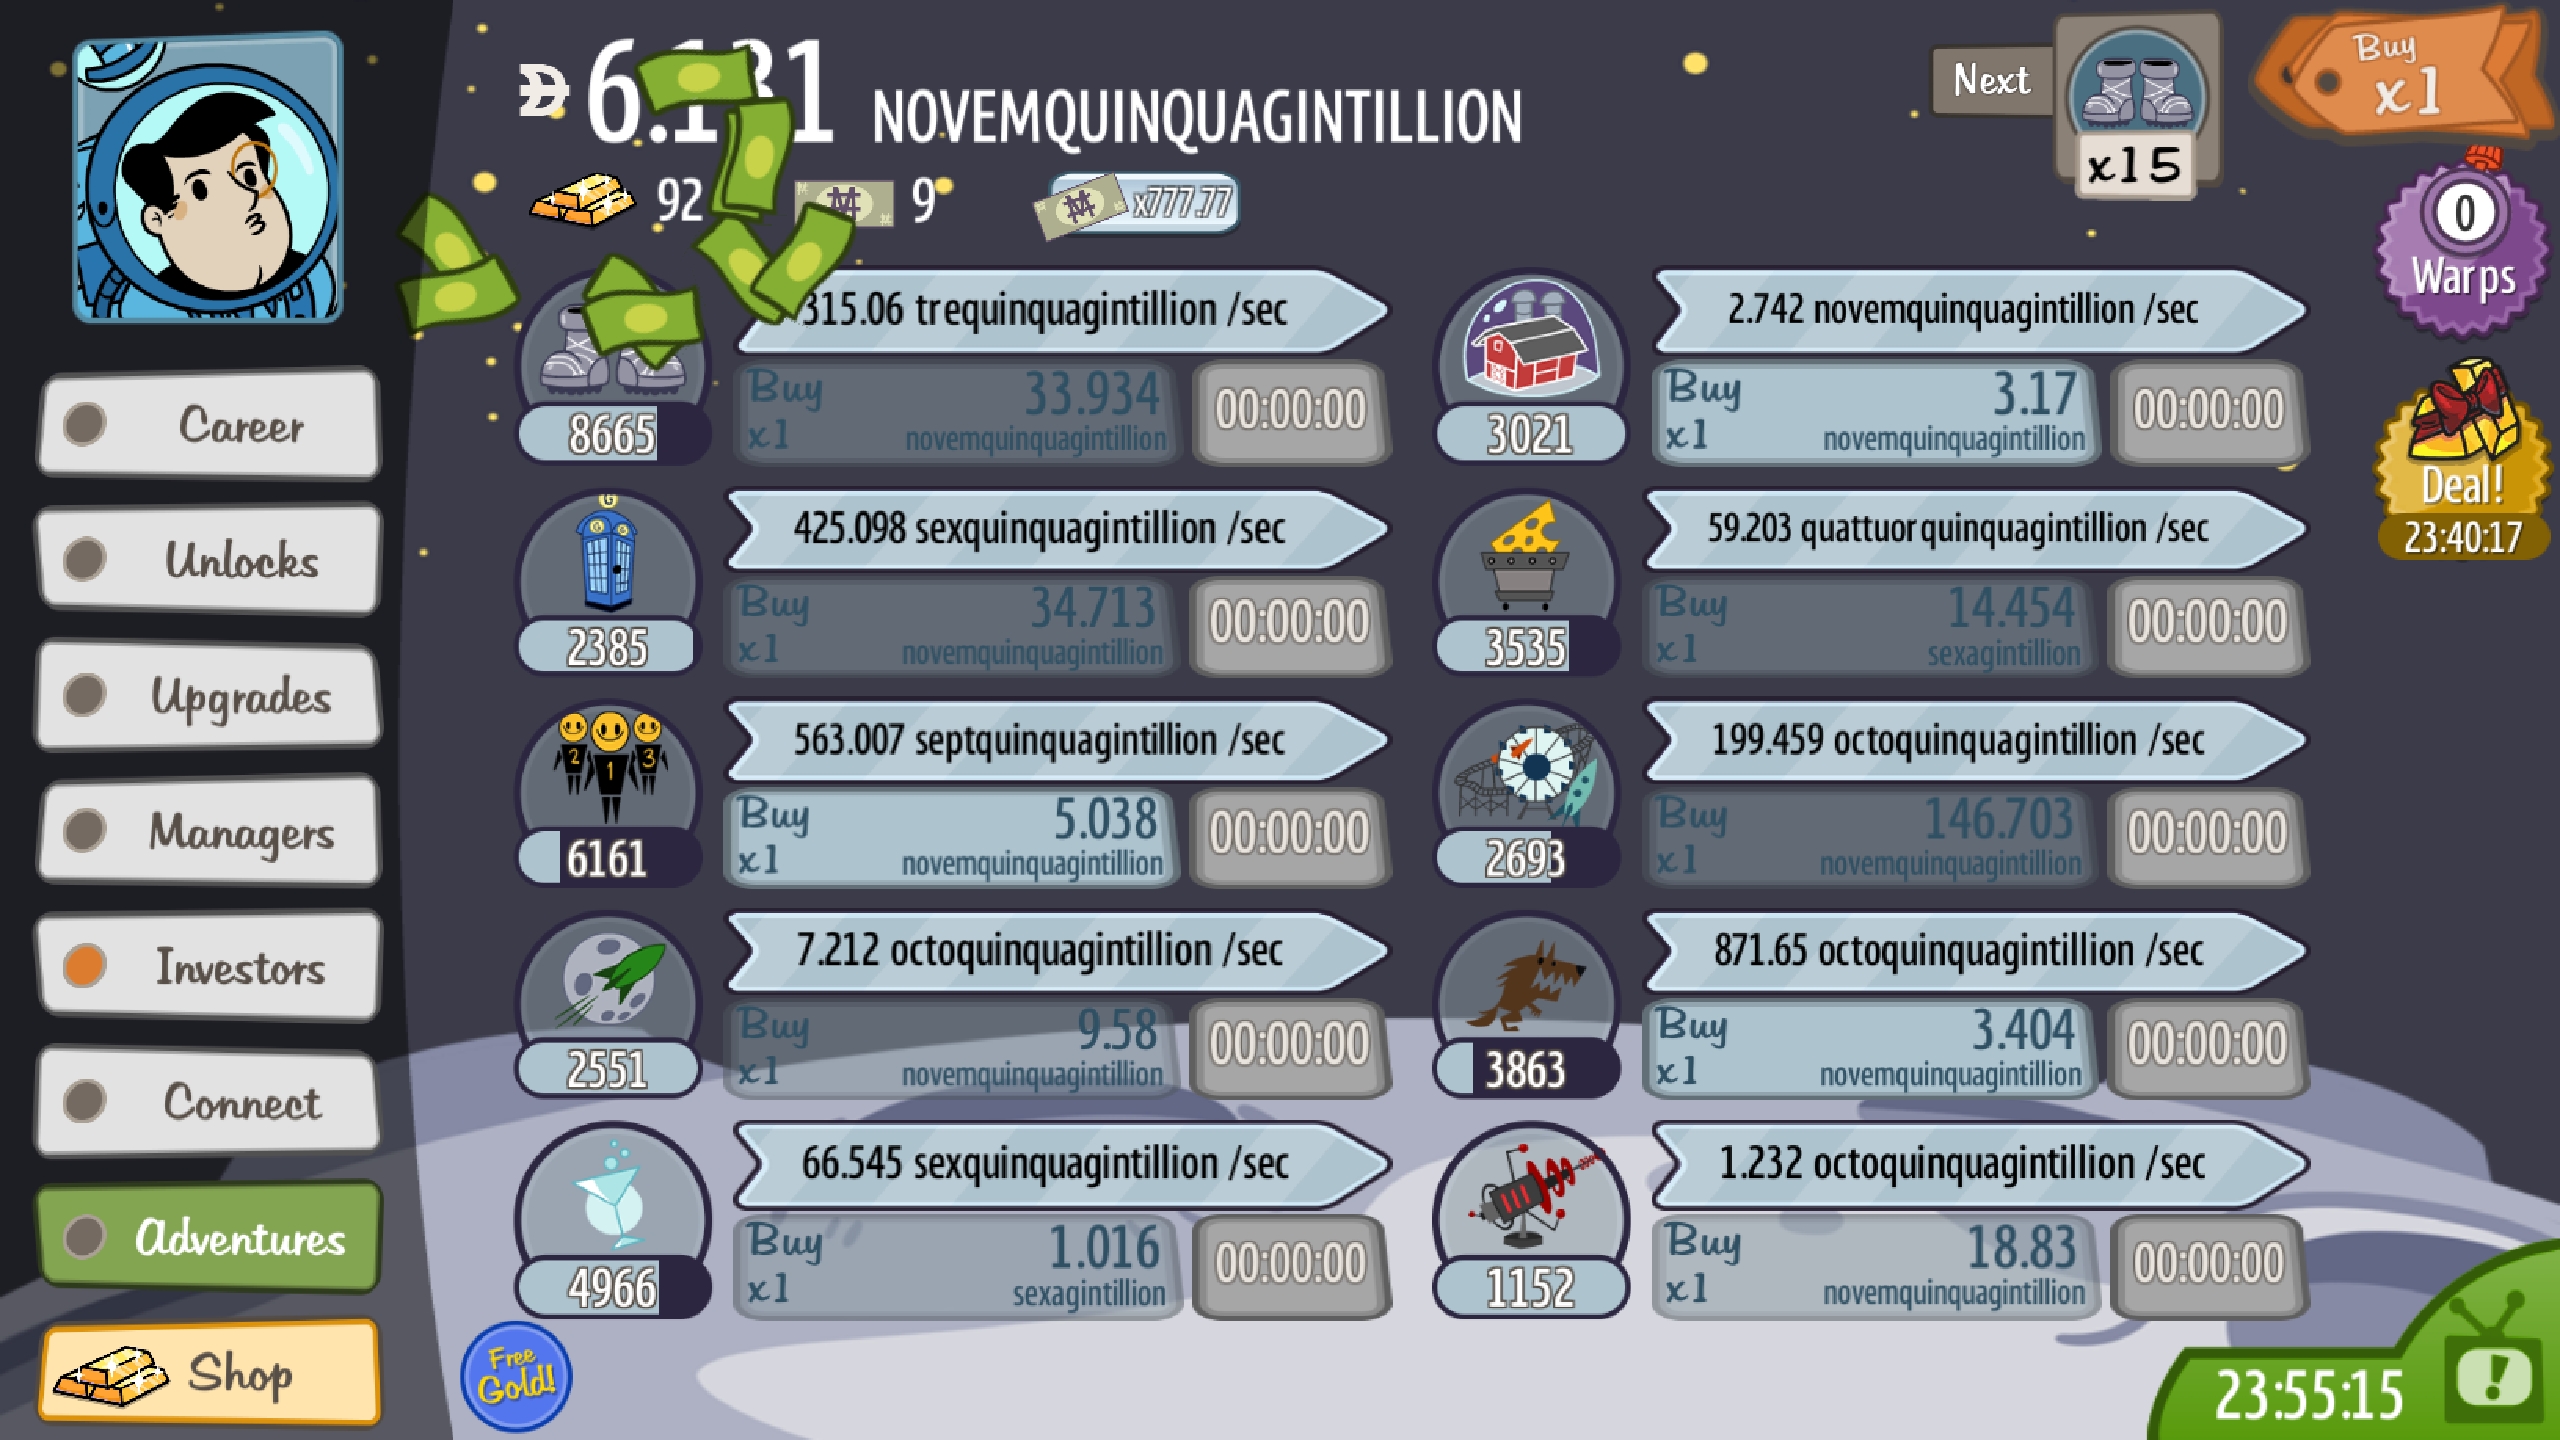 NOVEMQUINQUAGINTILLION
92
9
x777.77
Next
x15
Buy
x1
0
Warps
Deal!
23:40:17
Career
Unlocks
Upgrades
Managers
Investors
Connect
Adventures
Shop
315.06 trequinquagintillion /sec
Buy 33.934
x1 novemquinquagintillion
00:00:00
8665
2.742 novemquinquagintillion /sec
Buy 3.17
x1 novemquinquagintillion
00:00:00
3021
425.098 sexquinquagintillion /sec
G
Buy 34.713
x1 novemquinquagintillion
00:00:00
2385
59.203 quattuorquinquagintillion /sec
Buy 14.454
x1 sexagintillion
00:00:00
3535
563.007 septquinquagintillion /sec
2 1 3
Buy 5.038
x1 novemquinquagintillion
00:00:00
6161
199.459 octoquinquagintillion /sec
Buy 146.703
x1 novemquinquagintillion
00:00:00
2693
7.212 octoquinquagintillion /sec
Buy 9.58
x1 novemquinquagintillion
00:00:00
2551
871.65 octoquinquagintillion /sec
Buy 3.404
x1 novemquinquagintillion
00:00:00
3863
66.545 sexquinquagintillion /sec
Buy 1.016
x1 sexagintillion
00:00:00
4966
1.232 octoquinquagintillion /sec
Buy 18.83
x1 novemquinquagintillion
00:00:00
1152
Free
Gold!
23:55:15
!